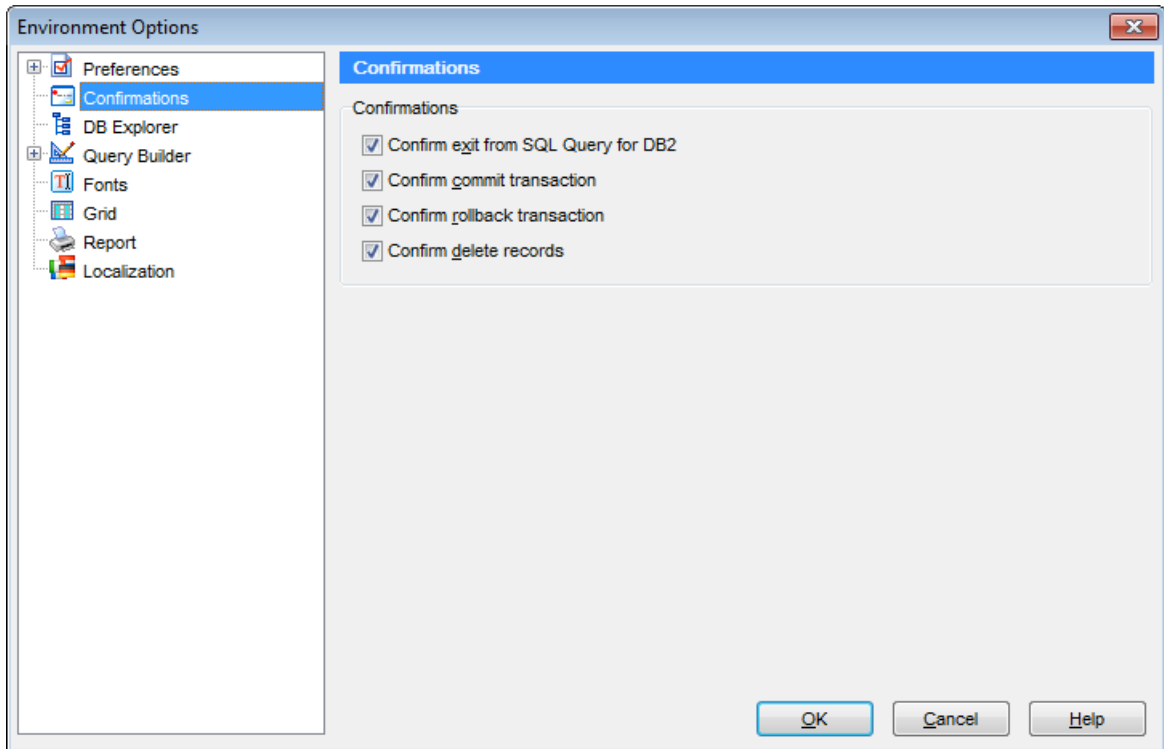 Environment Options
Preferences
Confirmations
DB Explorer
Query Builder
Fonts
Grid
Report
Localization
Confirmations
Confirmations
Confirm exit from SQL Query for DB2
Confirm commit transaction
Confirm rollback transaction
Confirm delete records
OK
Cancel
Help